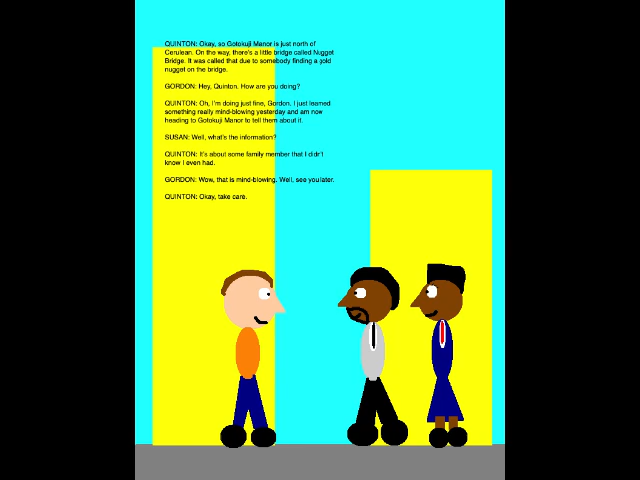 QUINTON: Okay, so Gotokuji Manor is just north of
Cerulean. On the way, there's a little bridge called Nugget
Bridge. It was called that due to somebody finding a gold
nugget on the bridge.
GORDON: Hey, Quinton. How are you doing?
QUINTON: Oh, I'm doing just fine, Gordon. I just learned
something really mind-blowing yesterday and am now
heading to Gotokuji Manor to tell them about it.
SUSAN: Well, what's the information?
QUINTON: It's about some family member that I didn't
know I even had.
GORDON: Wow, that is mind-blowing. Well, see you later.
QUINTON: Okay, take care.